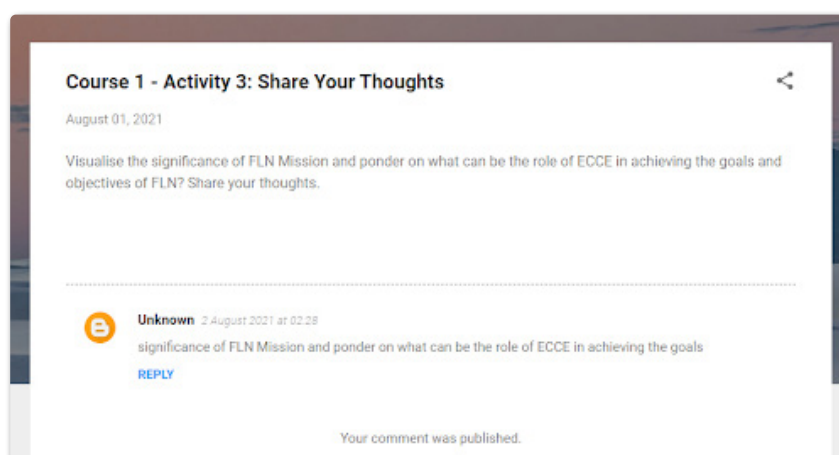 Course 1 - Activity 3: Share Your Thoughts
August 01, 2021
Visualise the significance of FLN Mission and ponder on what can be the role of ECCE in achieving the goals and
objectives of FLN? Share your thoughts.
Unknown 2 August 2021 at 02:28
significance of FLN Mission and ponder on what can be the role of ECCE in achieving the goals
REPLY
Your comment was published.